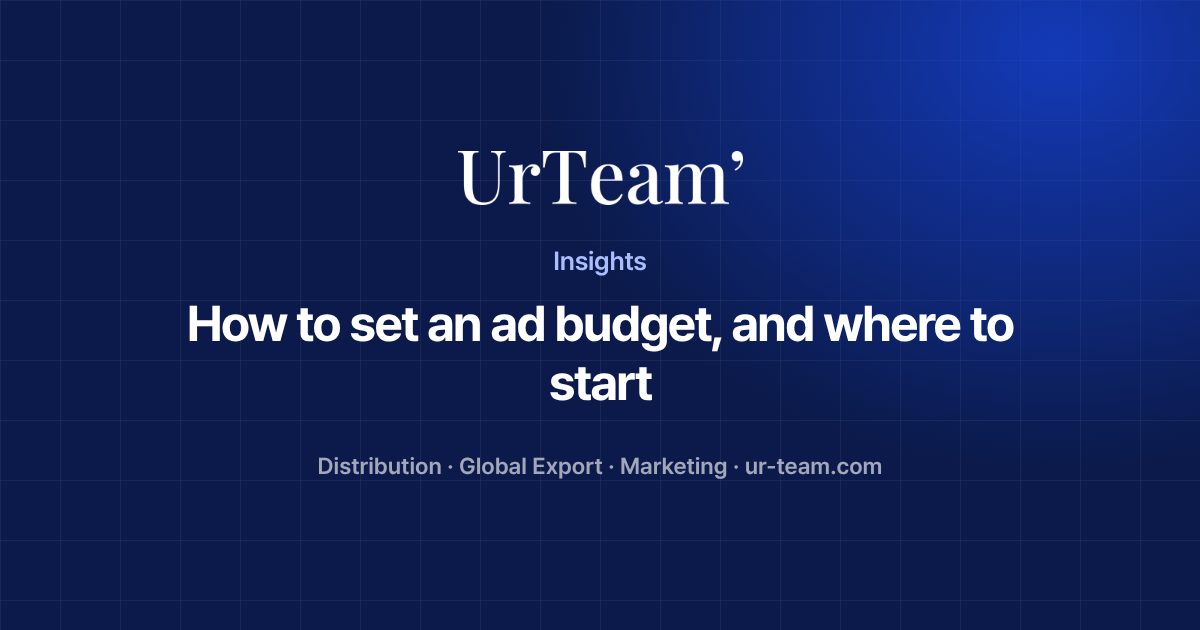 UrTeam’
Insights
How to set an ad budget, and where to
start
Distribution · Global Export · Marketing · ur-team.com